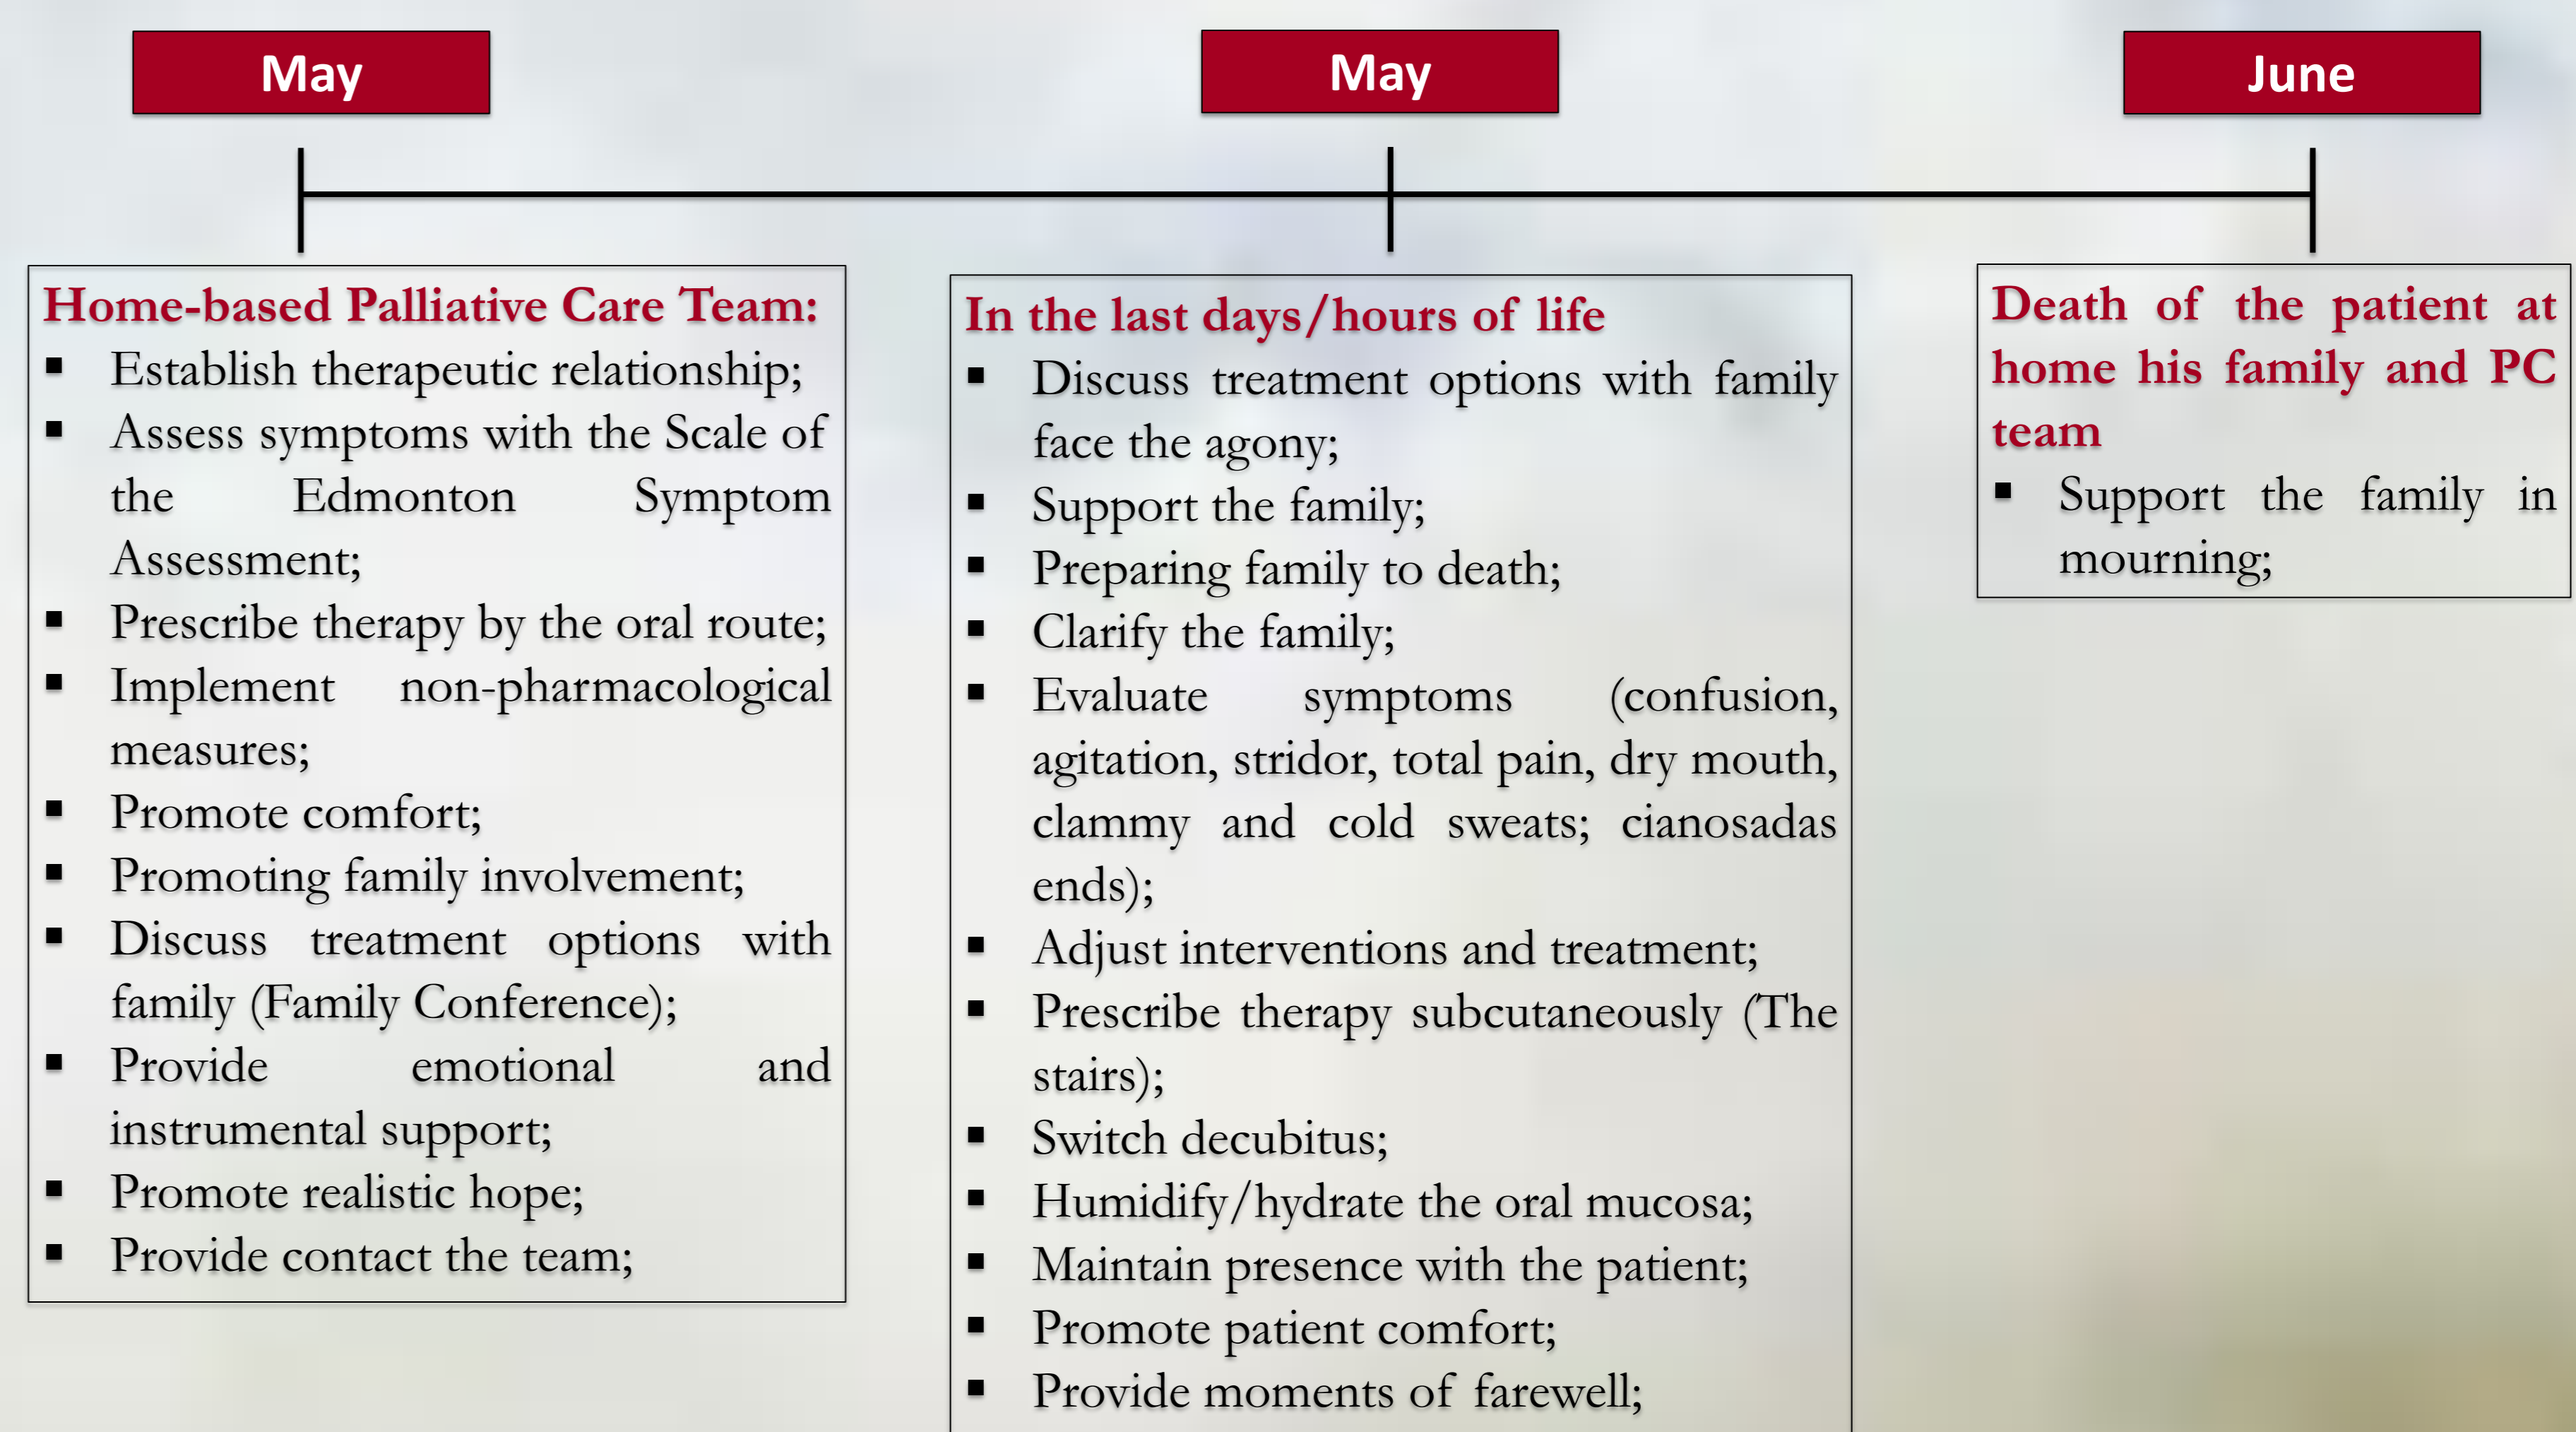 May
May
June
Home-based Palliative Care Team:
▪ Establish therapeutic relationship;
▪ Assess symptoms with the Scale of
the Edmonton Symptom
Assessment;
▪ Prescribe therapy by the oral route;
▪ Implement non-pharmacological
measures;
▪ Promote comfort;
▪ Promoting family involvement;
▪ Discuss treatment options with
family (Family Conference);
▪ Provide emotional and
instrumental support;
▪ Promote realistic hope;
▪ Provide contact the team;
In the last days/hours of life
▪ Discuss treatment options with family
face the agony;
▪ Support the family;
▪ Preparing family to death;
▪ Clarify the family;
▪ Evaluate symptoms (confusion,
agitation, stridor, total pain, dry mouth,
clammy and cold sweats; cianosadas
ends);
▪ Adjust interventions and treatment;
▪ Prescribe therapy subcutaneously (The
stairs);
▪ Switch decubitus;
▪ Humidify/hydrate the oral mucosa;
▪ Maintain presence with the patient;
▪ Promote patient comfort;
▪ Provide moments of farewell;
Death of the patient at
home his family and PC
team
▪ Support the family in
mourning;